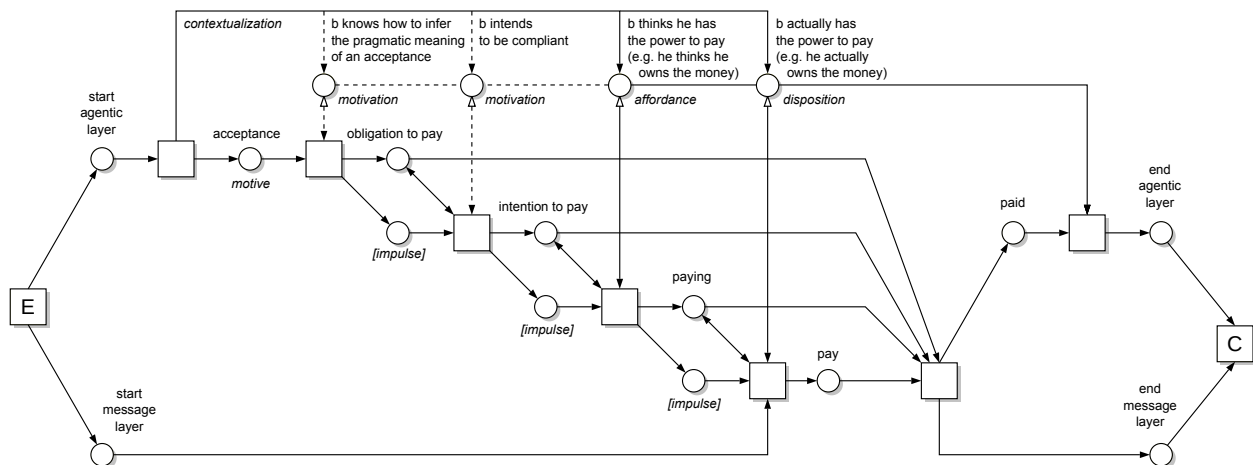 contextualization
b knows how to infer
the pragmatic meaning
of an acceptance
b intends
to be compliant
b thinks he has
the power to pay
(e.g. he thinks he
owns the money)
b actually has
the power to pay
(e.g. he actually
owns the money)
motivation
motivation
affordance
disposition
start
agentic
layer
acceptance
motive
obligation to pay
[impulse]
intention to pay
[impulse]
paying
[impulse]
pay
paid
end
agentic
layer
E
C
start
message
layer
end
message
layer